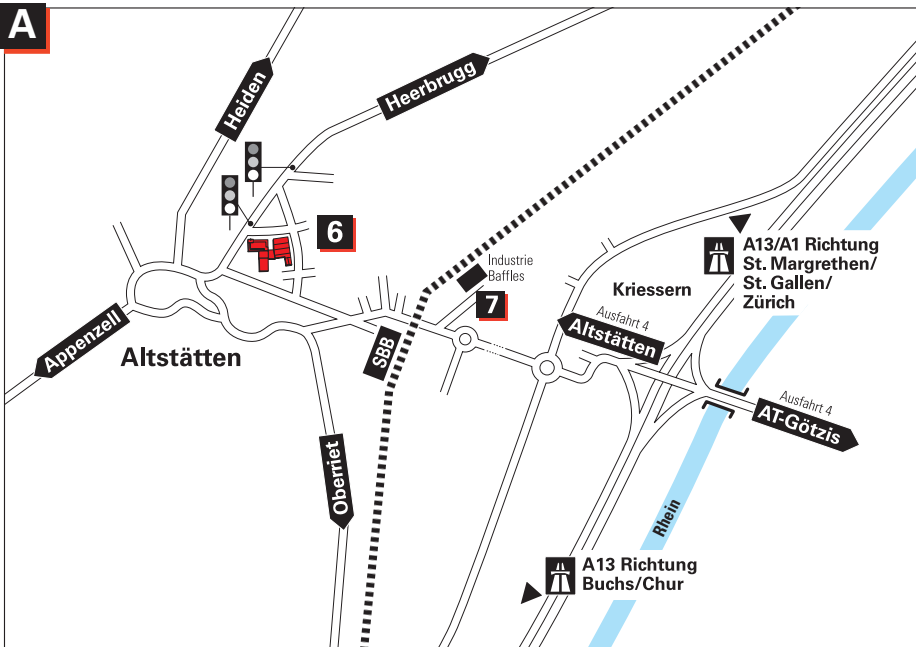 A
Heiden
Heerbrugg
6
Industrie
Baffles
7
Kriessern
A13/A1 Richtung
St. Margrethen/
St. Gallen/
Zürich
Ausfahrt 4
Altstätten
Appenzell
Altstätten
SBB
Ausfahrt 4
AT-Götzis
Oberriet
Rhein
A13 Richtung
Buchs/Chur